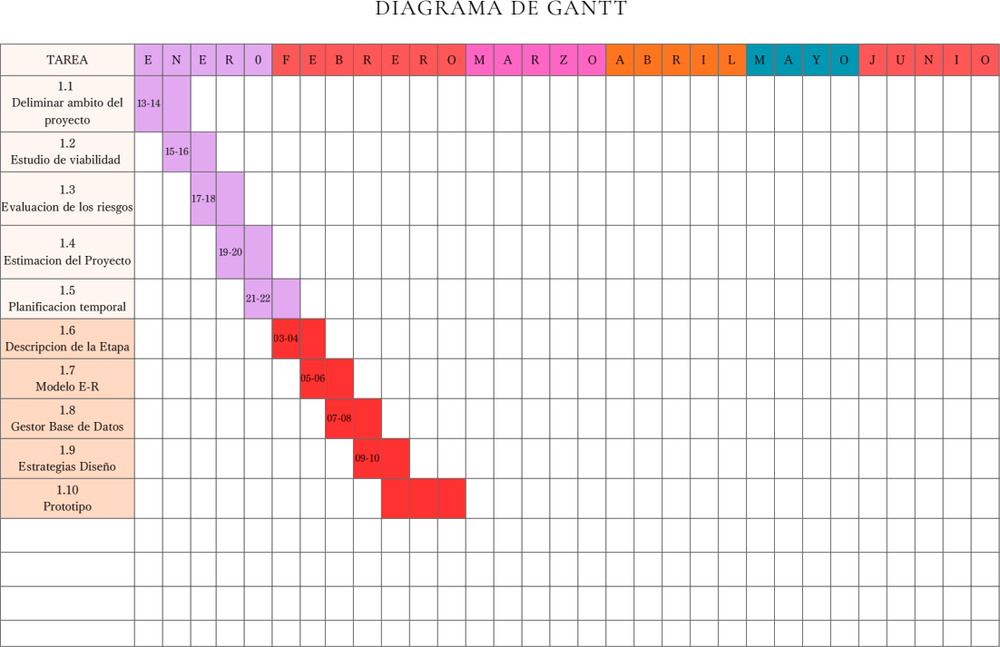 DIAGRAMA DE GANTT
TAREA E N E R 0 F E B R E R O M A R Z O A B R I L M A Y O J U N I O
1.1
Deliminar ambito del
proyecto
13-14
1.2
Estudio de viabilidad
15-16
1.3
Evaluacion de los riesgos
17-18
1.4
Estimacion del Proyecto
19-20
1.5
Planificacion temporal
21-22
1.6
Descripcion de la Etapa
03-04
1.7
Modelo E-R
05-06
1.8
Gestor Base de Datos
07-08
1.9
Estrategias Diseño
09-10
1.10
Prototipo